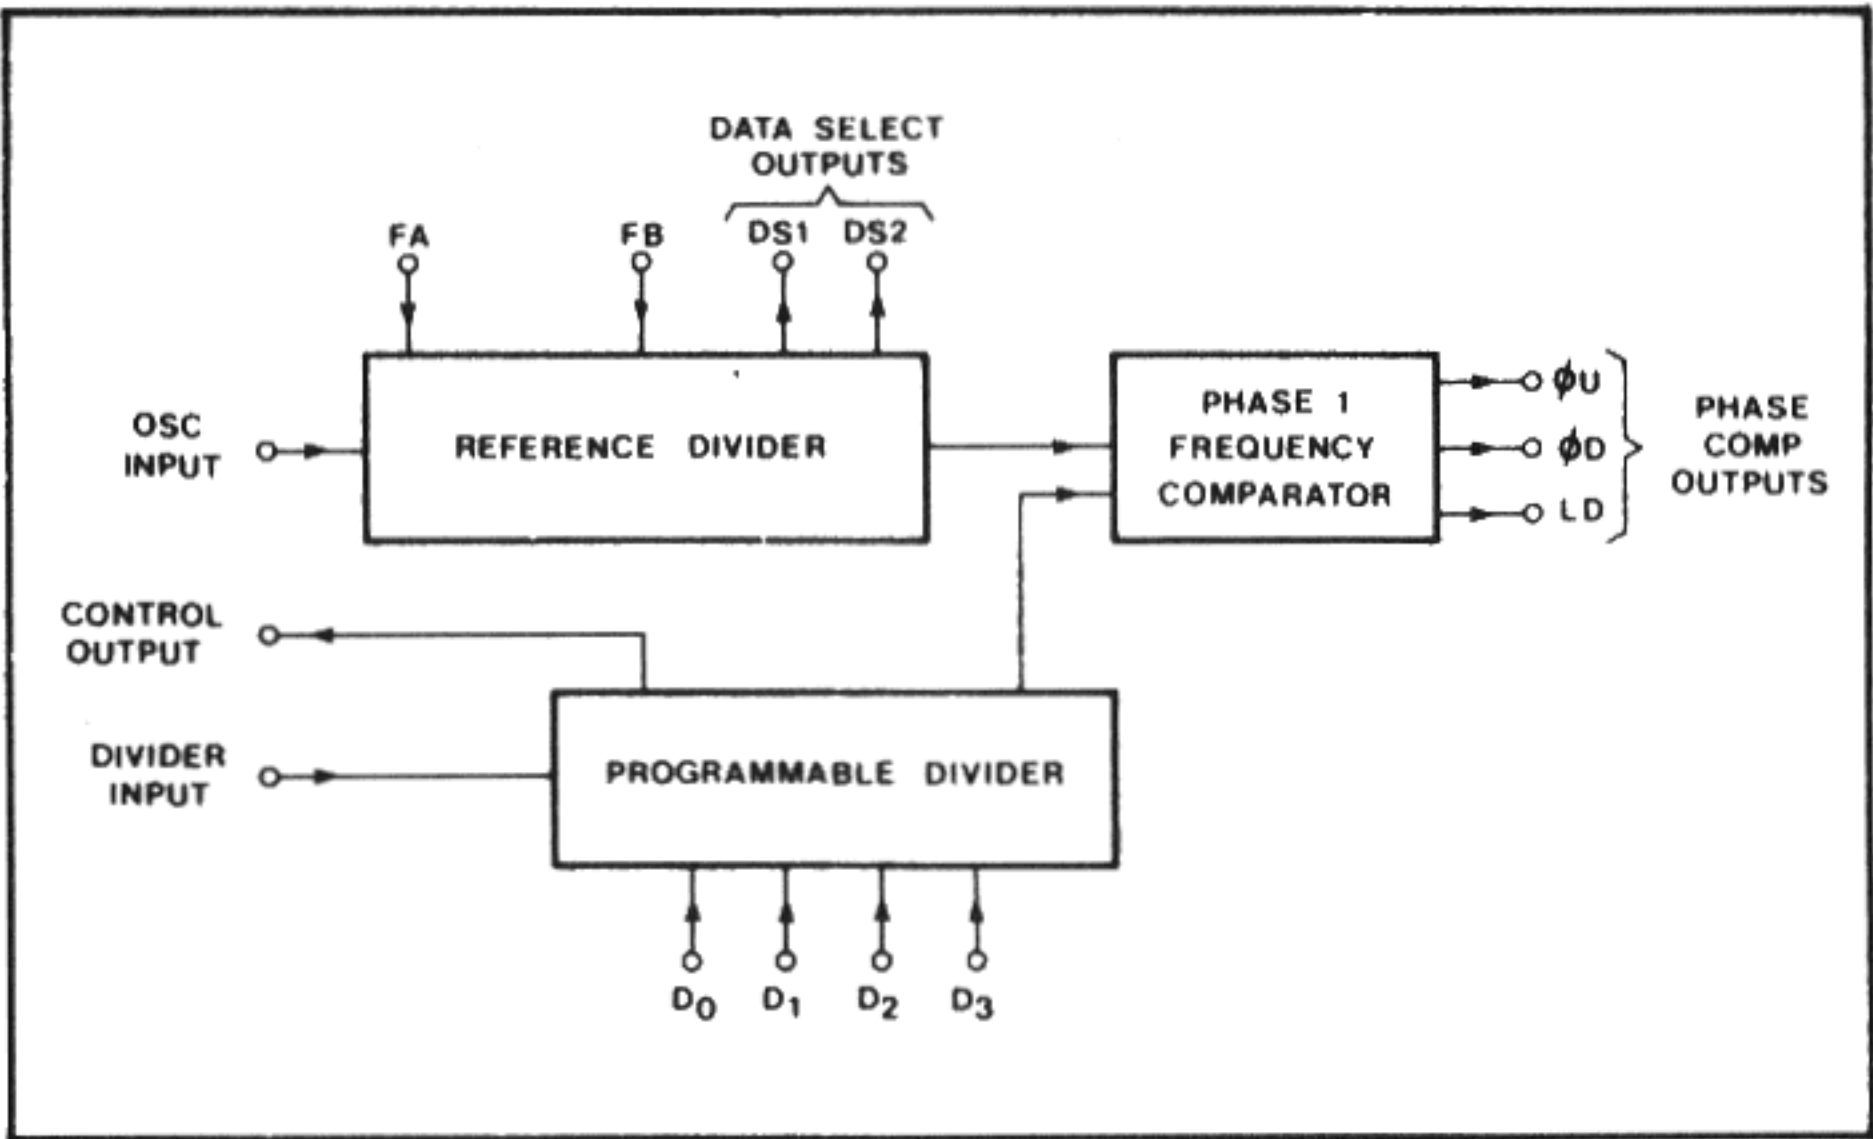 DATA SELECT
OUTPUTS
FA
FB
DS1 DS2
OSC
INPUT
REFERENCE DIVIDER
PHASE 1
FREQUENCY
COMPARATOR
ϕU
ϕD
LD
PHASE
COMP
OUTPUTS
CONTROL
OUTPUT
DIVIDER
INPUT
PROGRAMMABLE DIVIDER
D0 D1 D2 D3